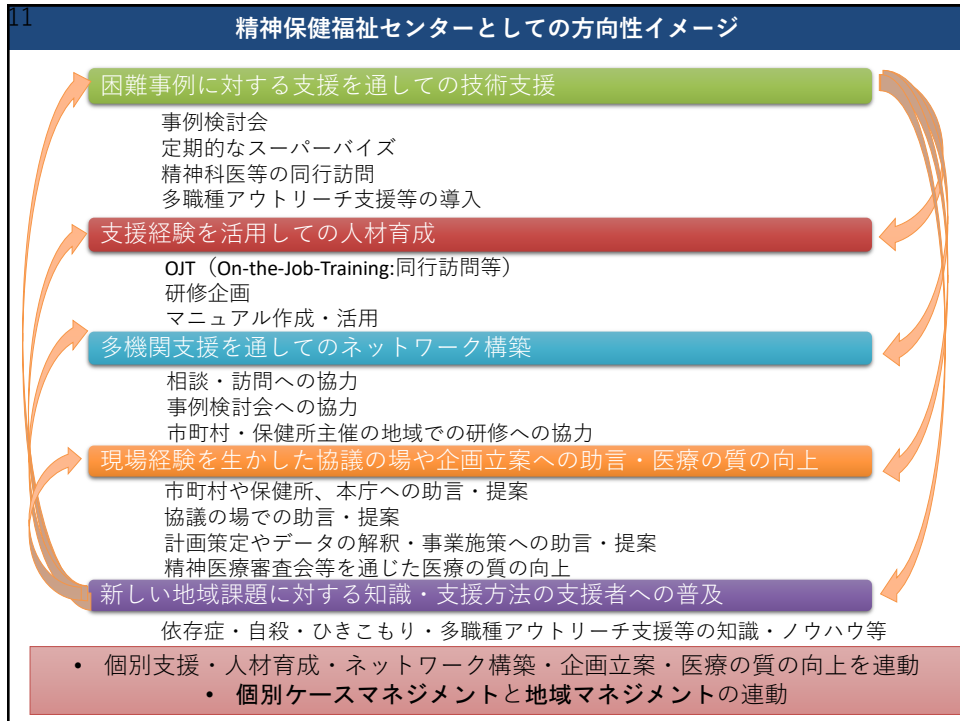 11
精神保健福祉センターとしての方向性イメージ
困難事例に対する支援を通しての技術支援
事例検討会
定期的なスーパーバイズ
精神科医等の同行訪問
多職種アウトリーチ支援等の導入
支援経験を活用しての人材育成
OJT（On-the-Job-Training:同行訪問等）
研修企画
マニュアル作成・活用
多機関支援を通してのネットワーク構築
相談・訪問への協力
事例検討会への協力
市町村・保健所主催の地域での研修への協力
現場経験を生かした協議の場や企画立案への助言・医療の質の向上
市町村や保健所、本庁への助言・提案
協議の場での助言・提案
計画策定やデータの解釈・事業施策への助言・提案
精神医療審査会等を通じた医療の質の向上
新しい地域課題に対する知識・支援方法の支援者への普及
依存症・自殺・ひきこもり・多職種アウトリーチ支援等の知識・ノウハウ等
• 個別支援・人材育成・ネットワーク構築・企画立案・医療の質の向上を連動
• 個別ケースマネジメントと地域マネジメントの連動